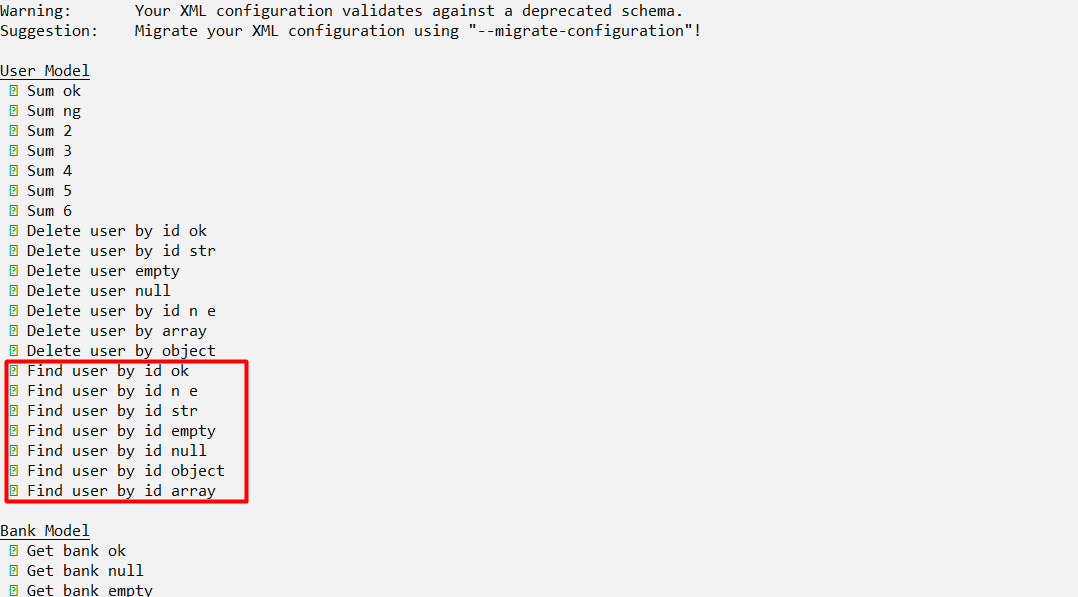 Warning:       Your XML configuration validates against a deprecated schema.
Suggestion:    Migrate your XML configuration using "--migrate-configuration"!
User Model
? Sum ok
? Sum ng
? Sum 2
? Sum 3
? Sum 4
? Sum 5
? Sum 6
? Delete user by id ok
? Delete user by id str
? Delete user empty
? Delete user null
? Delete user by id n e
? Delete user by array
? Delete user by object
? Find user by id ok
? Find user by id n e
? Find user by id str
? Find user by id empty
? Find user by id null
? Find user by id object
? Find user by id array
Bank Model
? Get bank ok
? Get bank null
? Get bank empty